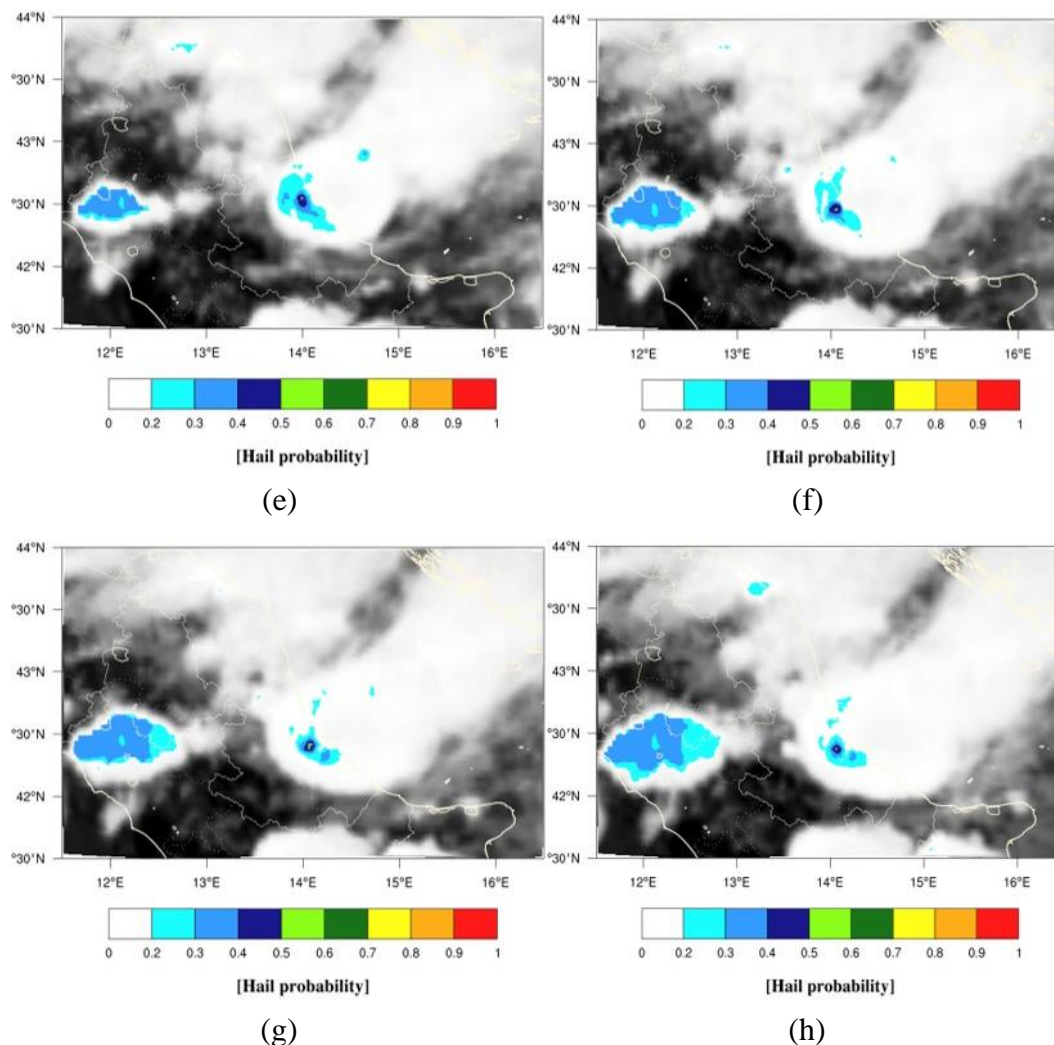 44°N 44°N
°30'N °30'N
43°N 43°N
°30'N °30'N
42°N 42°N
°30'N °30'N
12°E 13°E 14°E 15°E 16°E 12°E 13°E 14°E 15°E 16°E
0 0.2 0.3 0.4 0.5 0.6 0.7 0.8 0.9 1 0 0.2 0.3 0.4 0.5 0.6 0.7 0.8 0.9 1
[Hail probability] [Hail probability]
(e) (f)
44°N 44°N
°30'N °30'N
43°N 43°N
°30'N °30'N
42°N 42°N
°30'N °30'N
12°E 13°E 14°E 15°E 16°E 12°E 13°E 14°E 15°E 16°E
0 0.2 0.3 0.4 0.5 0.6 0.7 0.8 0.9 1 0 0.2 0.3 0.4 0.5 0.6 0.7 0.8 0.9 1
[Hail probability] [Hail probability]
(g) (h)